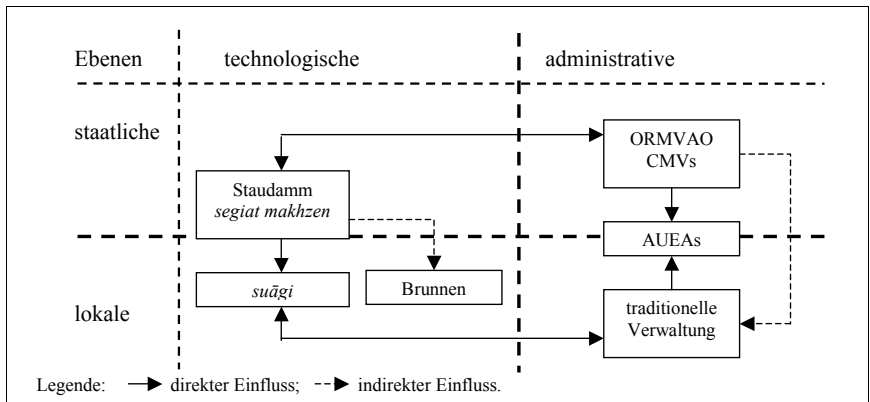 Ebenen technologische administrative
staatliche
ORMVAO
CMVs
Staudamm
segiat makhzen
AUEAs
suāgi
Brunnen
lokale
traditionelle
Verwaltung
Legende: direkter Einfluss; indirekter Einfluss.